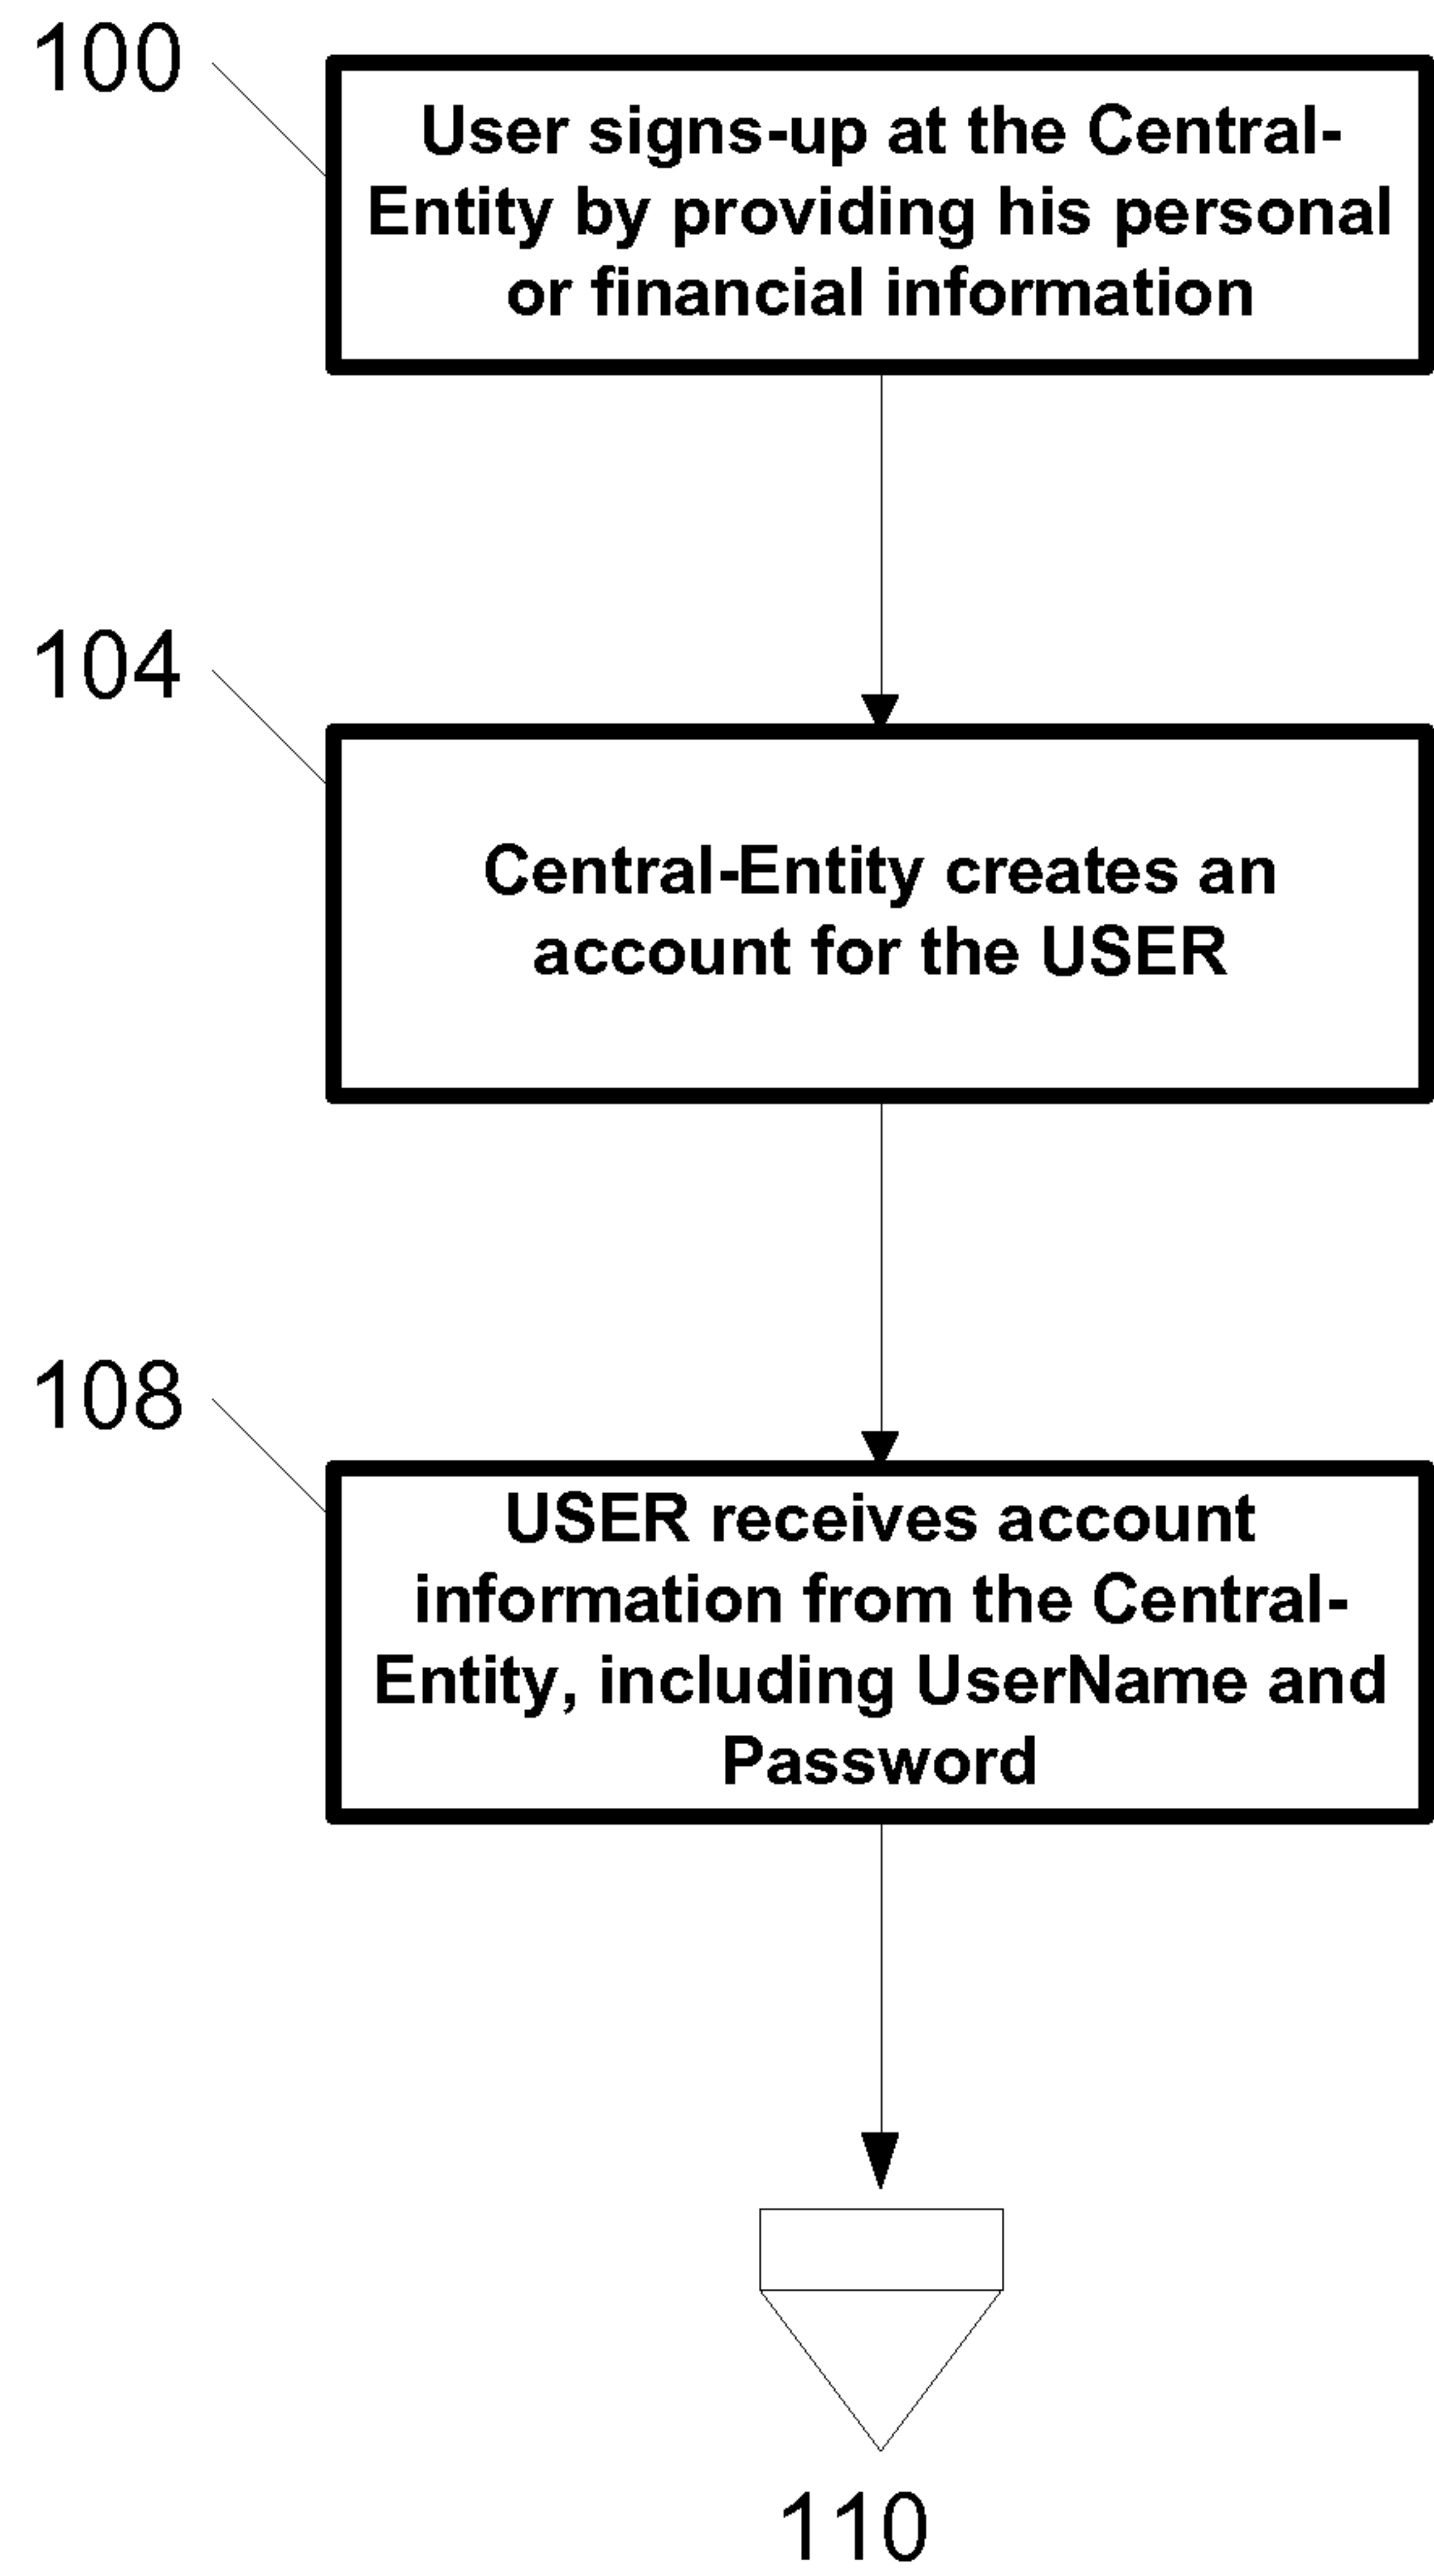 100
User signs-up at the Central-
Entity by providing his personal
or financial information
104
Central-Entity creates an
account for the USER
108
USER receives account
information from the Central-
Entity, including UserName and
Password
110